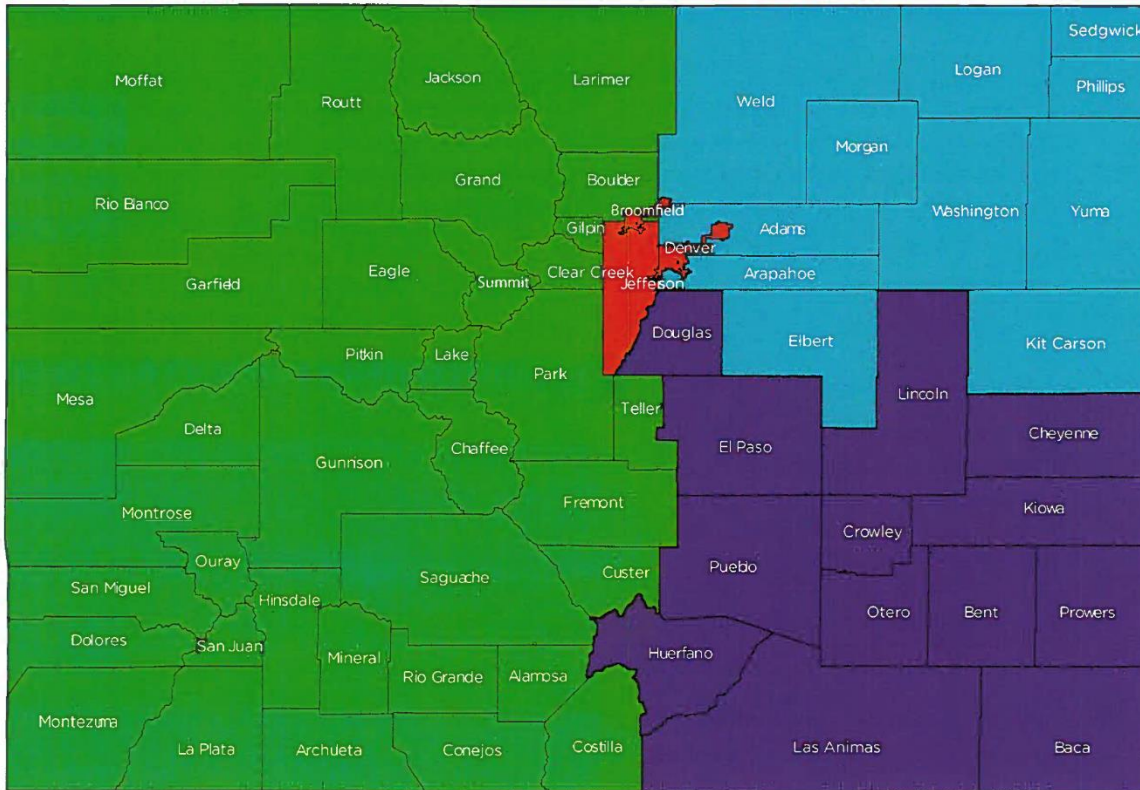 Sedgwick
Moffat
Jackson
Larimer
Logan
Phillips
Routt
Weld
Morgan
Grand
Boulder
Rio Blanco
Washington
Yuma
Broomfield
Gilpin
Adams
Denver
Eagle
Clear Creek
Arapahoe
Garfield
Summit
Jefferson
Douglas
Elbert
Kit Carson
Pitkin
Lake
Park
Lincoln
Mesa
Teller
Delta
Chaffee
El Paso
Cheyenne
Gunnison
Fremont
Kiowa
Montrose
Crowley
Ouray
Pueblo
San Miguel
Hinsdale
Saguache
Custer
Otero
Bent
Prowers
Dolores
San Juan
Mineral
Huerfano
Rio Grande
Alamosa
Montezuma
La Plata
Archuleta
Conejos
Costilla
Las Animas
Baca